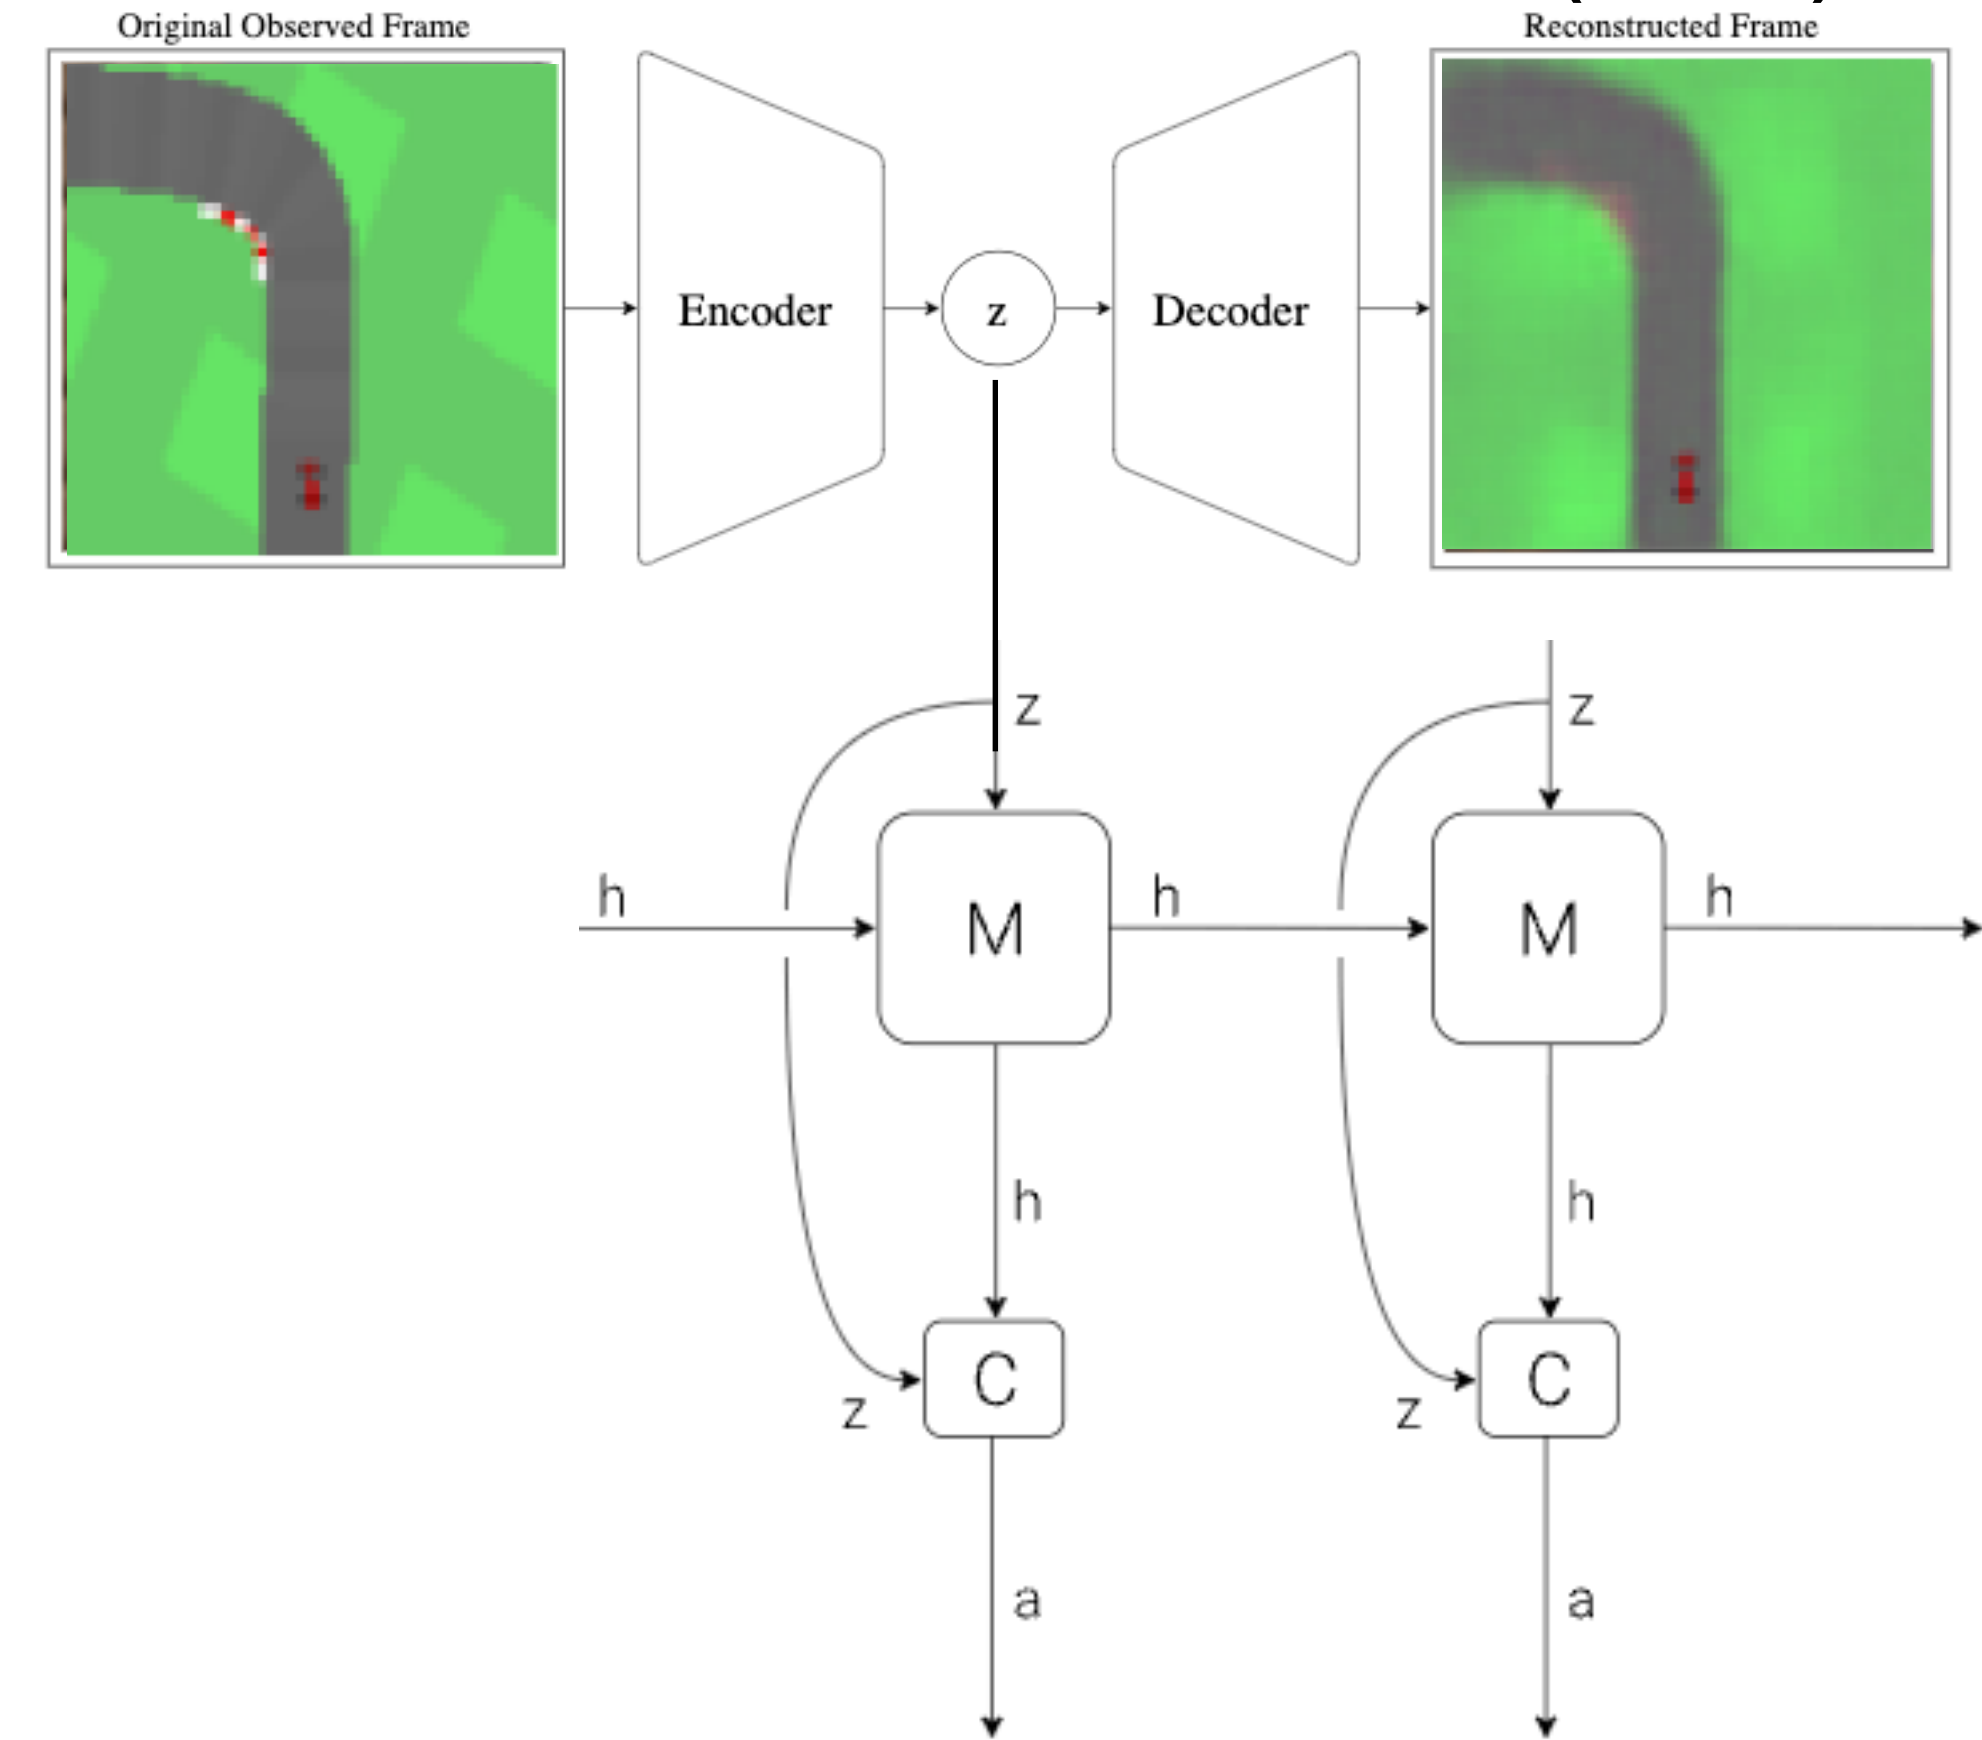 Original Observed Frame
Reconstructed Frame
Encoder
z
Decoder
z
z
h
M
h
M
h
h
h
C
C
z
z
a
a